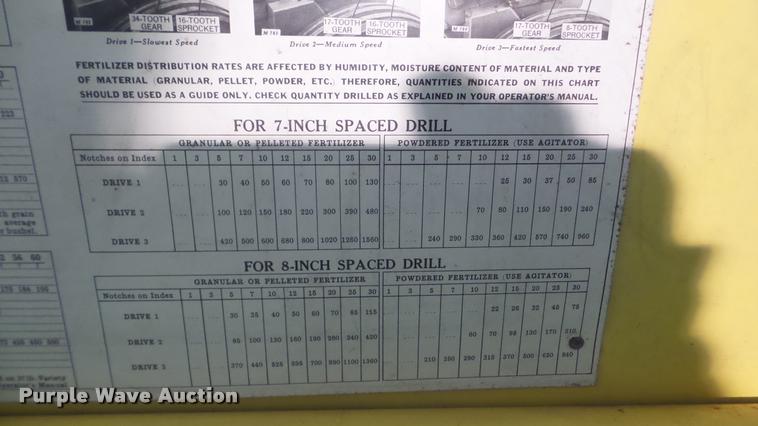 34-TOOTH GEAR 16-TOOTH SPROCKET
17-TOOTH GEAR 16-TOOTH SPROCKET
17-TOOTH GEAR 8-TOOTH SPROCKET
Drive 1—Slowest Speed
Drive 2—Medium Speed
Drive 3—Fastest Speed
FERTILIZER DISTRIBUTION RATES ARE AFFECTED BY HUMIDITY, MOISTURE CONTENT OF MATERIAL AND TYPE
OF MATERIAL (GRANULAR, PELLET, POWDER, ETC.) THEREFORE, QUANTITIES INDICATED ON THIS CHART
SHOULD BE USED AS A GUIDE ONLY. CHECK QUANTITY DRILLED AS EXPLAINED IN YOUR OPERATOR'S MANUAL.
FOR 7-INCH SPACED DRILL
GRANULAR OR PELLETED FERTILIZER POWDERED FERTILIZER (USE AGITATOR)
Notches on Index 1 3 5 7 10 12 15 20 25 30 1 3 5 7 10 12 15 20 25 30
DRIVE 1 30 40 50 60 70 80 100 130 25 30 37 50 85
DRIVE 2 100 120 150 180 220 300 390 480 70 80 110 150 190 240
DRIVE 3 420 500 600 680 800 1020 1280 1560 240 290 330 360 420 570 740 960
FOR 8-INCH SPACED DRILL
GRANULAR OR PELLETED FERTILIZER POWDERED FERTILIZER (USE AGITATOR)
Notches on Index 1 3 5 7 10 12 15 20 25 30 1 3 5 7 10 12 15 20 25 30
DRIVE 1 30 35 40 50 60 70 85 115 22 26 32 45 75
DRIVE 2 85 100 130 160 190 260 340 420 60 70 95 130 170 210
DRIVE 3 370 440 525 595 700 890 1100 1360 210 250 290 315 370 500 650 840
Purple Wave Auction